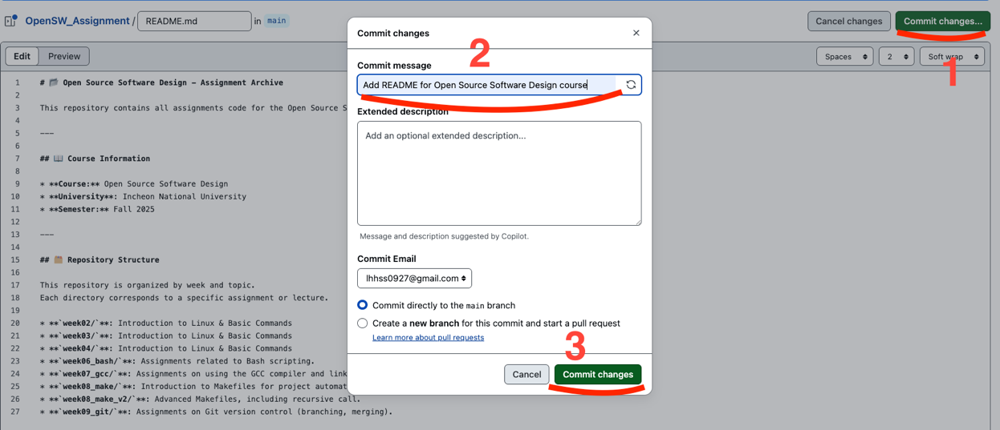 OpenSW_Assignment / README.md in main
Cancel changes
Commit changes...
1
Edit
Preview
Spaces
2
Soft wrap
1 # 📂 Open Source Software Design - Assignment Archive
2
3 This repository contains all assignments code for the Open Source S
4
5 ---
6
7 ## 📖 Course Information
8
9 * **Course:** Open Source Software Design
10 * **University**: Incheon National University
11 * **Semester:** Fall 2025
12
13 ---
14
15 ## 🗂️ Repository Structure
16
17 This repository is organized by week and topic.
18 Each directory corresponds to a specific assignment or lecture.
19
20 * **`week02/`**: Introduction to Linux & Basic Commands
21 * **`week03/`**: Introduction to Linux & Basic Commands
22 * **`week04/`**: Introduction to Linux & Basic Commands
23 * **`week06_bash/`**: Assignments related to Bash scripting.
24 * **`week07_gcc/`**: Assignments on using the GCC compiler and link
25 * **`week08_make/`**: Introduction to Makefiles for project automat
26 * **`week08_make_v2/`**: Advanced Makefiles, including recursive call.
27 * **`week09_git/`**: Assignments on Git version control (branching, merging).
Commit changes
2
Commit message
Add README for Open Source Software Design course
Extended description
Add an optional extended description...
Message and description suggested by Copilot.
Commit Email
lhhss0927@gmail.com
Commit directly to the main branch
Create a new branch for this commit and start a pull request
Learn more about pull requests
3
Cancel
Commit changes